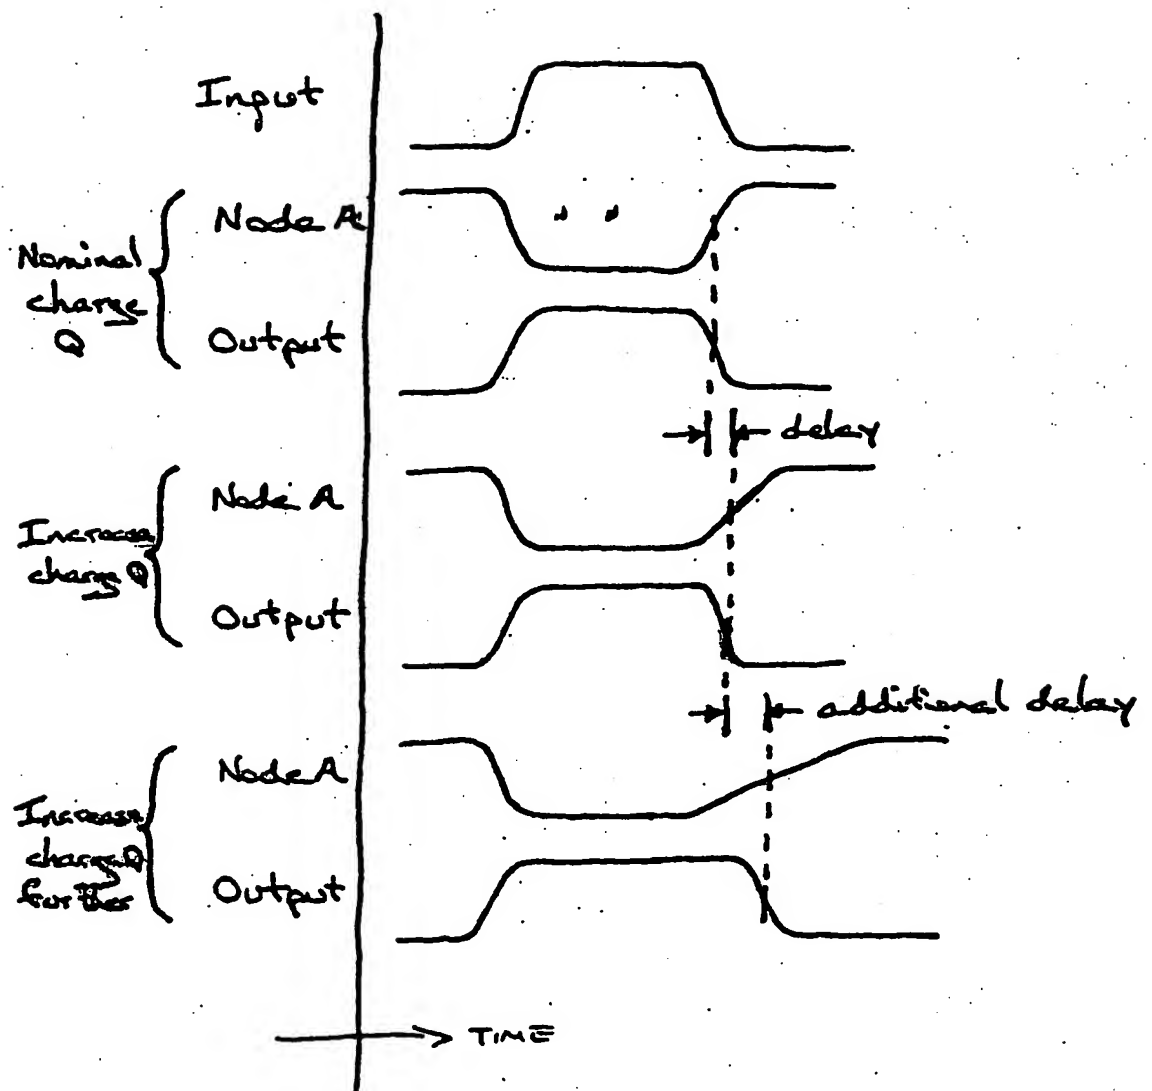 Input
Node A
Nominal
charge
Q
Output
delay
Node A
Increase
charge Q
Output
additional delay
Node A
Increase
charge Q
further
Output
TIME